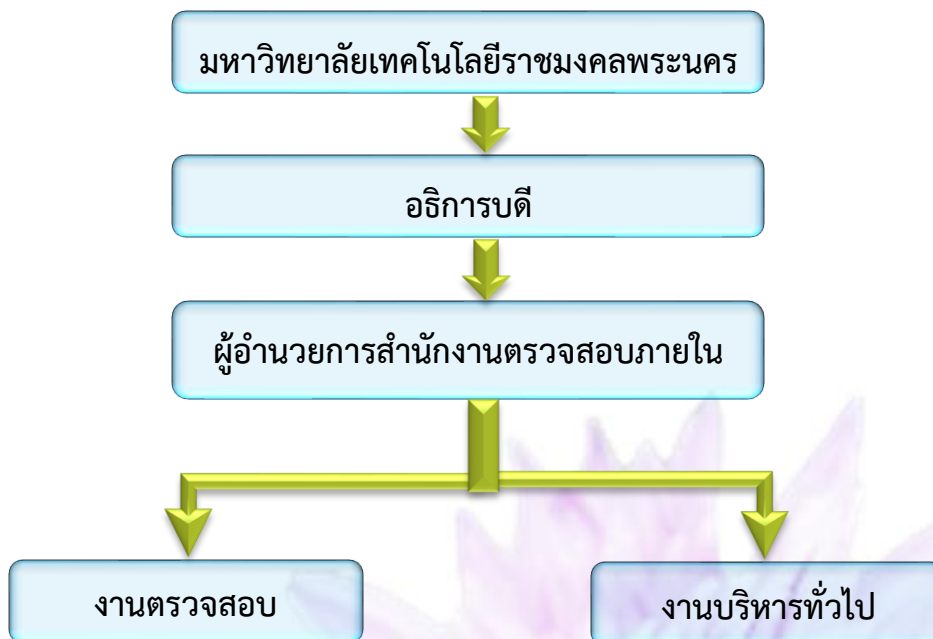 มหาวิทยาลัยเทคโนโลยีราชมงคลพระนคร
อธิการบดี
ผู้อำนวยการสำนักงานตรวจสอบภายใน
งานตรวจสอบ
งานบริหารทั่วไป